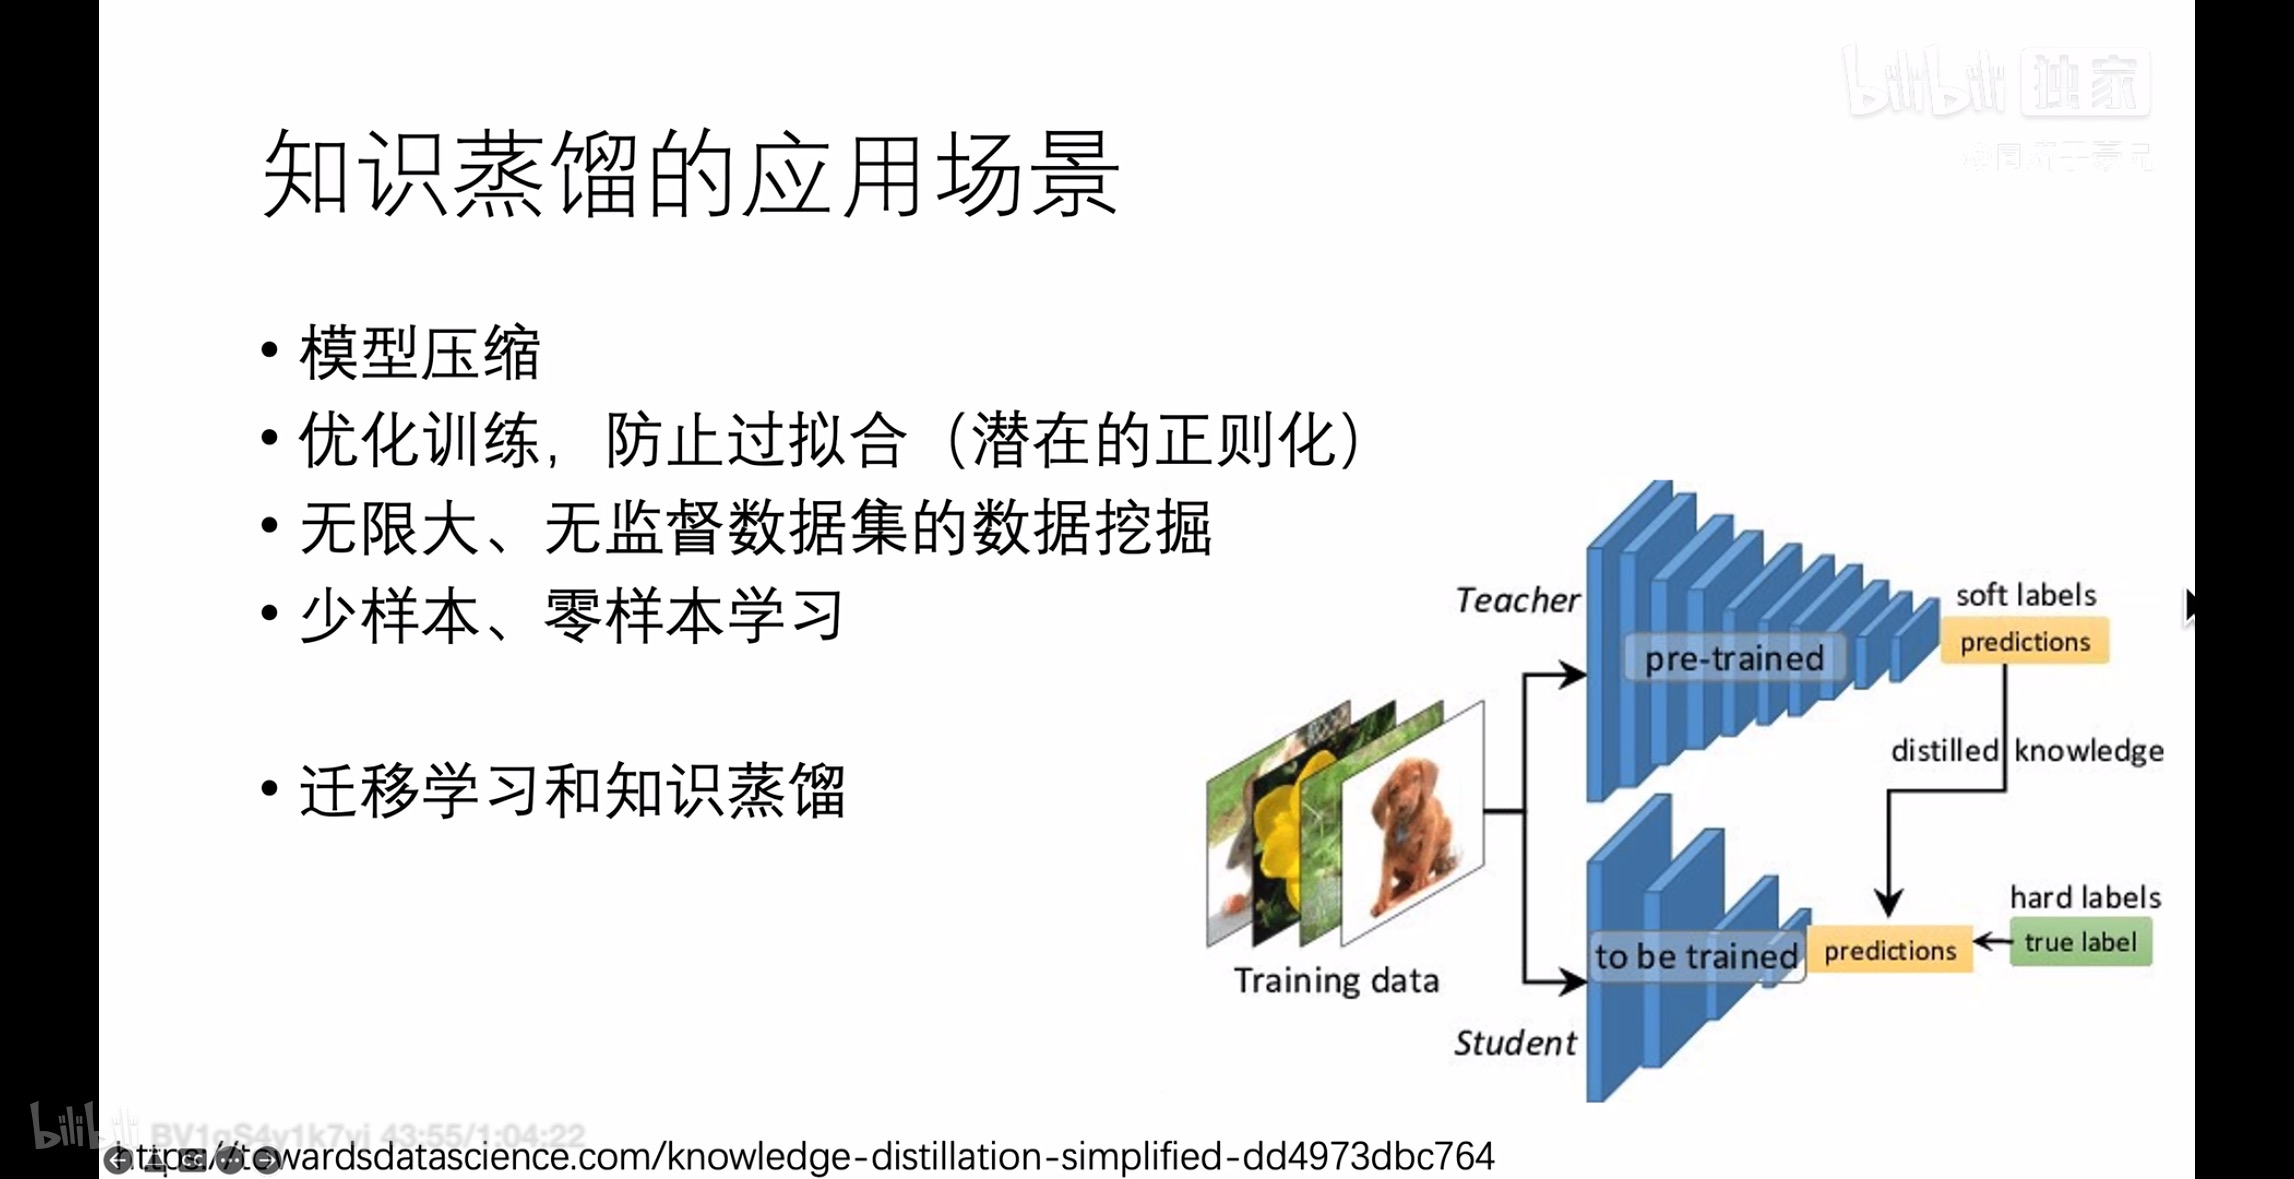 bilibili 独家
知识蒸馏的应用场景
• 模型压缩
• 优化训练，防止过拟合（潜在的正则化）
• 无限大、无监督数据集的数据挖掘
• 少样本、零样本学习
• 迁移学习和知识蒸馏
Teacher
pre-trained
soft labels
predictions
distilled knowledge
Training data
Student
to be trained
predictions
hard labels
true label
bilibili BV1gS4y1k7vj 43:55/1:04:22
https://towardsdatascience.com/knowledge-distillation-simplified-dd4973dbc764